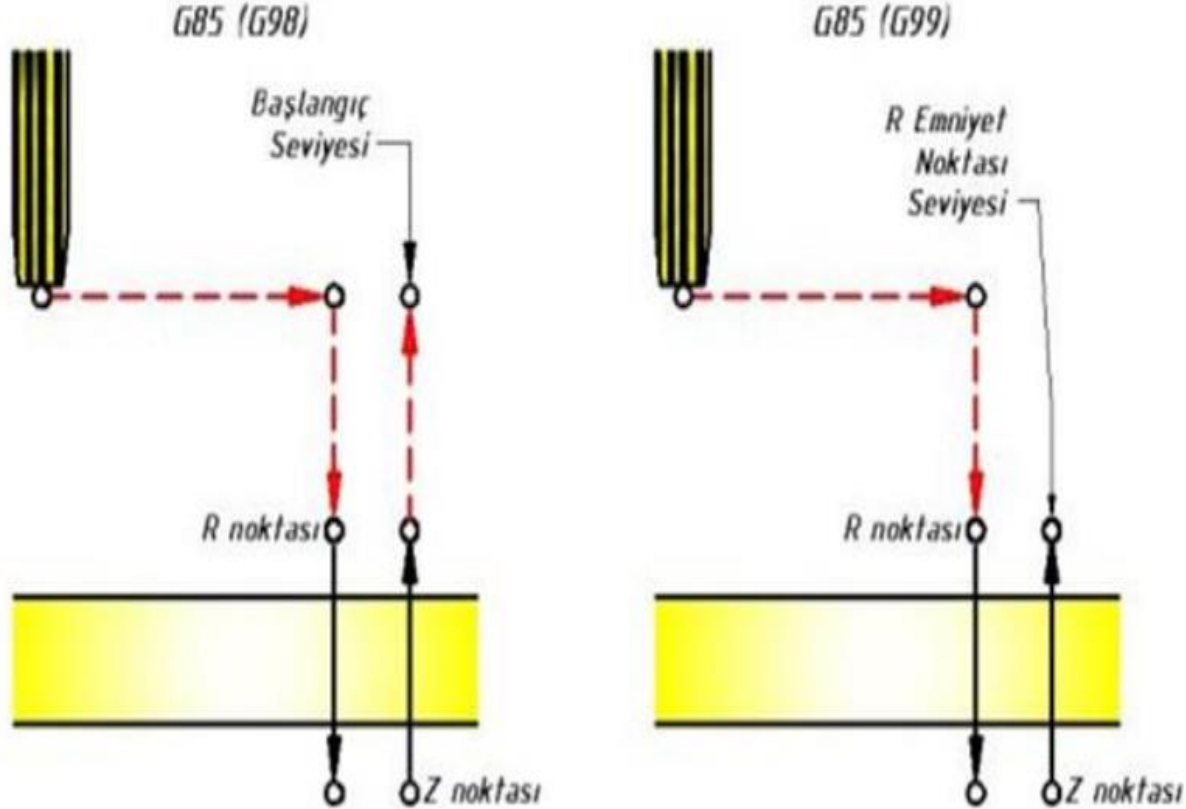 G85 (G98)
Başlangıç
Seviyesi
R noktası
Z noktası
G85 (G99)
R Emniyet
Noktası
Seviyesi
R noktası
Z noktası